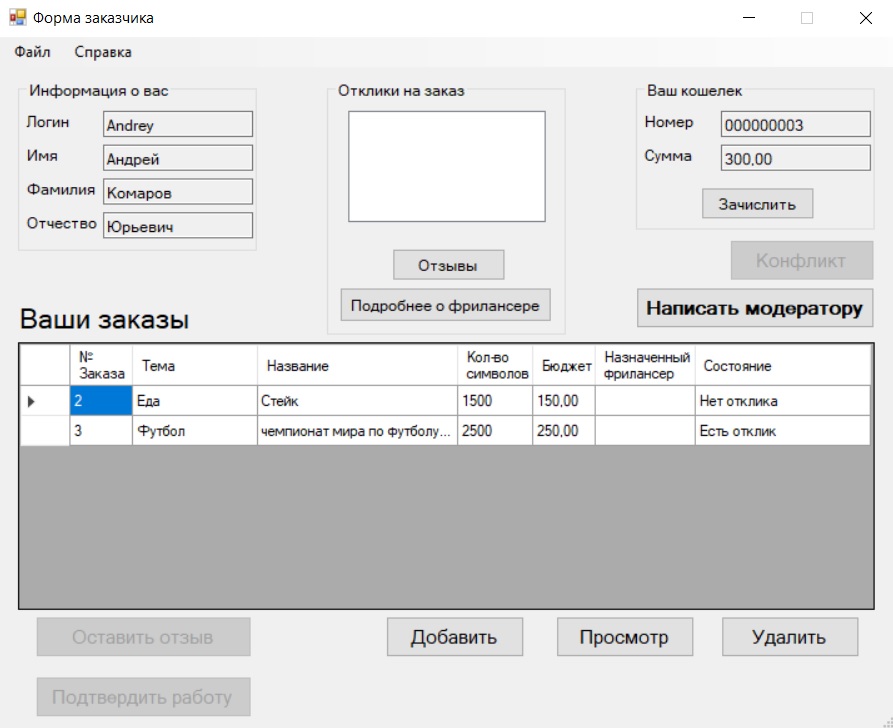 Форма заказчика
Файл Справка
Информация о вас
Логин Andrey
Имя Андрей
Фамилия Комаров
Отчество Юрьевич
Отклики на заказ
Отзывы
Подробнее о фрилансере
Ваш кошелек
Номер 000000003
Сумма 300,00
Зачислить
Конфликт
Написать модератору
Ваши заказы
№ Заказа Тема Название Кол-во символов Бюджет Назначенный фрилансер Состояние
2 Еда Стейк 1500 150,00 Нет отклика
3 Футбол чемпионат мира по футболу... 2500 250,00 Есть отклик
Оставить отзыв Добавить Просмотр Удалить
Подтвердить работу